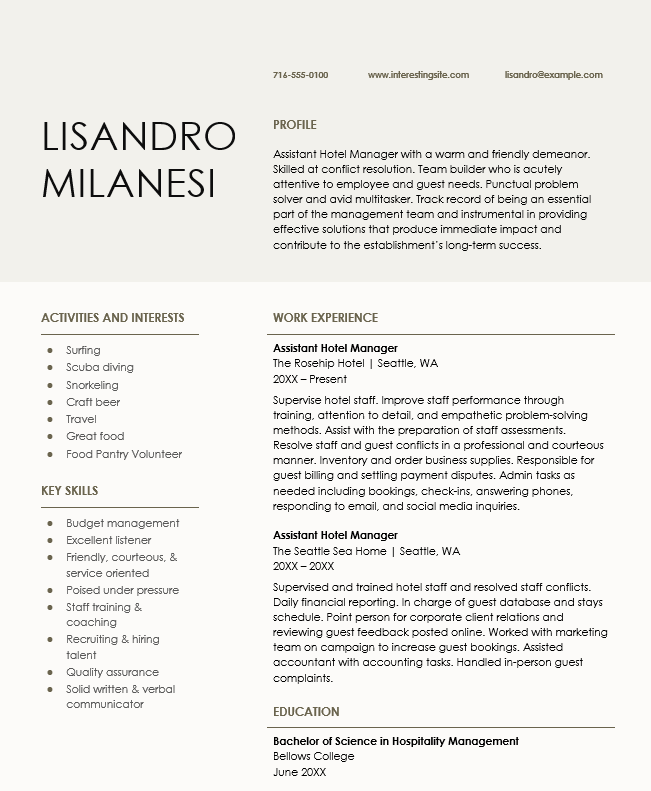 716-555-0100 www.interestingsite.com lisandro@example.com
LISANDRO
MILANESI
PROFILE
Assistant Hotel Manager with a warm and friendly demeanor.
Skilled at conflict resolution. Team builder who is acutely
attentive to employee and guest needs. Punctual problem
solver and avid multitasker. Track record of being an essential
part of the management team and instrumental in providing
effective solutions that produce immediate impact and
contribute to the establishment’s long-term success.
ACTIVITIES AND INTERESTS
● Surfing
● Scuba diving
● Snorkeling
● Craft beer
● Travel
● Great food
● Food Pantry Volunteer
KEY SKILLS
● Budget management
● Excellent listener
● Friendly, courteous, &
service oriented
● Poised under pressure
● Staff training &
coaching
● Recruiting & hiring
talent
● Quality assurance
● Solid written & verbal
communicator
WORK EXPERIENCE
Assistant Hotel Manager
The Rosehip Hotel | Seattle, WA
20XX – Present
Supervise hotel staff. Improve staff performance through
training, attention to detail, and empathetic problem-solving
methods. Assist with the preparation of staff assessments.
Resolve staff and guest conflicts in a professional and courteous
manner. Inventory and order business supplies. Responsible for
guest billing and settling payment disputes. Admin tasks as
needed including bookings, check-ins, answering phones,
responding to email, and social media inquiries.
Assistant Hotel Manager
The Seattle Sea Home | Seattle, WA
20XX – 20XX
Supervised and trained hotel staff and resolved staff conflicts.
Daily financial reporting. In charge of guest database and stays
schedule. Point person for corporate client relations and
reviewing guest feedback posted online. Worked with marketing
team on campaign to increase guest bookings. Assisted
accountant with accounting tasks. Handled in-person guest
complaints.
EDUCATION
Bachelor of Science in Hospitality Management
Bellows College
June 20XX